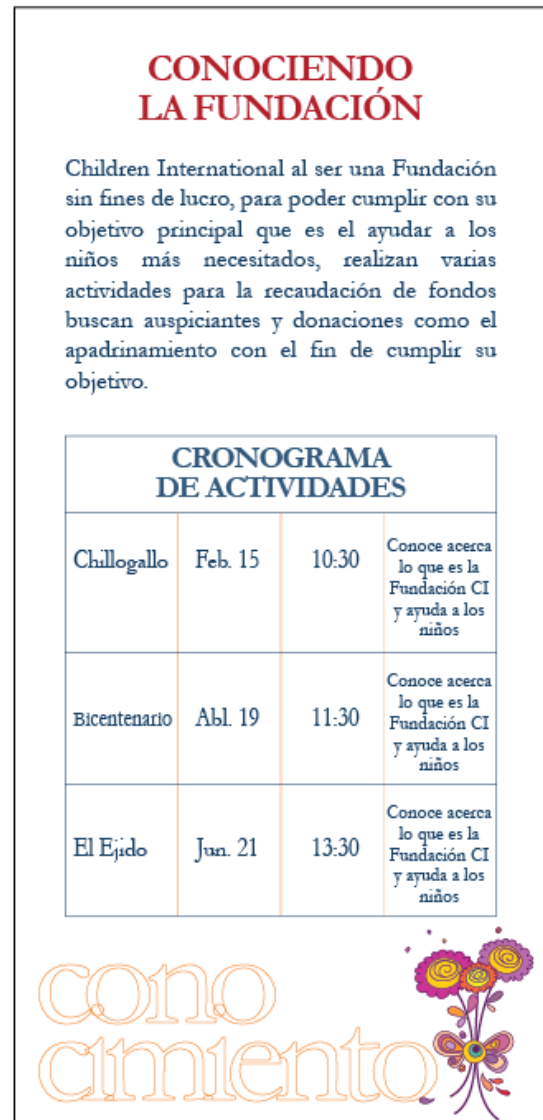 CONOCIENDO
LA FUNDACIÓN
Children International al ser una Fundación
sin fines de lucro, para poder cumplir con su
objetivo principal que es el ayudar a los
niños más necesitados, realizan varias
actividades para la recaudación de fondos
buscan auspiciantes y donaciones como el
apadrinamiento con el fin de cumplir su
objetivo.
CRONOGRAMA
DE ACTIVIDADES
Chillogallo Feb. 15 10:30 Conoce acerca
lo que es la
Fundación CI
y ayuda a los
niños
Bicentenario Abl. 19 11:30 Conoce acerca
lo que es la
Fundación CI
y ayuda a los
niños
El Ejido Jun. 21 13:30 Conoce acerca
lo que es la
Fundación CI
y ayuda a los
niños
cono
cimiento